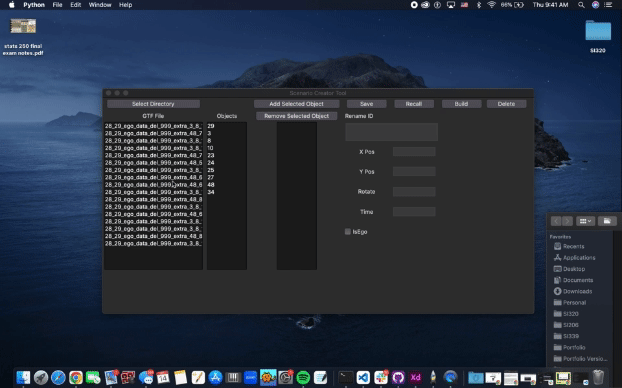 Python File Edit Window Help
66% Thu 9:41 AM
stats 250 final
exam notes.pdf
SI320
Scenario Creator Tool
Select Directory
Add Selected Object
Save
Recall
Build
Delete
GTF File
Objects
Remove Selected Object
Rename ID
28_29_ego_data_del_999_extra_3_8_
28_29_ego_data_del_999_extra_48_7
28_29_ego_data_del_999_extra_3_8_
28_29_ego_data_del_999_extra_3_8_
28_29_ego_data_del_999_extra_48_7
28_29_ego_data_del_999_extra_48_5
28_29_ego_data_del_999_extra_3_8_
28_29_ego_data_del_999_extra_48_6
28_29_ego_data_del_999_extra_48_6
28_29_ego_data_del_999_extra_3_8_
28_29_ego_data_del_999_extra_48_8
28_29_ego_data_del_999_extra_3_8_
28_29_ego_data_del_999_extra_48_6
28_29_ego_data_del_999_extra_3_8_
28_29_ego_data_del_999_extra_3_8_
28_29_ego_data_del_999_extra_48_8
28_29_ego_data_del_999_extra_3_8_
29
3
8
10
23
24
25
27
48
34
X Pos
Y Pos
Rotate
Time
IsEgo
Favorites
Recents
Applications
Desktop
Documents
Downloads
Personal
SI320
SI206
SI339
Portfolio
Portfolio Versio...